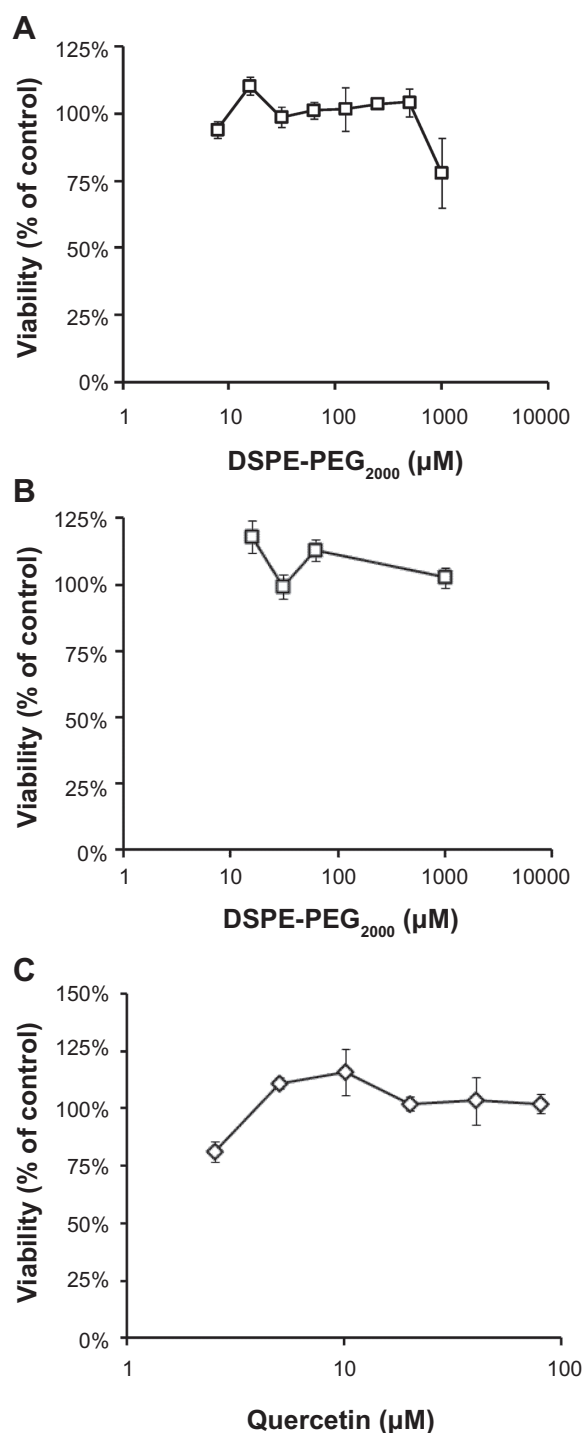 A
Viability (% of control)
125%
100%
75%
50%
25%
0%
1 10 100 1000 10000
DSPE-PEG2000 (µM)
B
Viability (% of control)
125%
100%
75%
50%
25%
0%
1 10 100 1000 10000
DSPE-PEG2000 (µM)
C
Viability (% of control)
150%
125%
100%
75%
50%
25%
0%
1 10 100
Quercetin (µM)